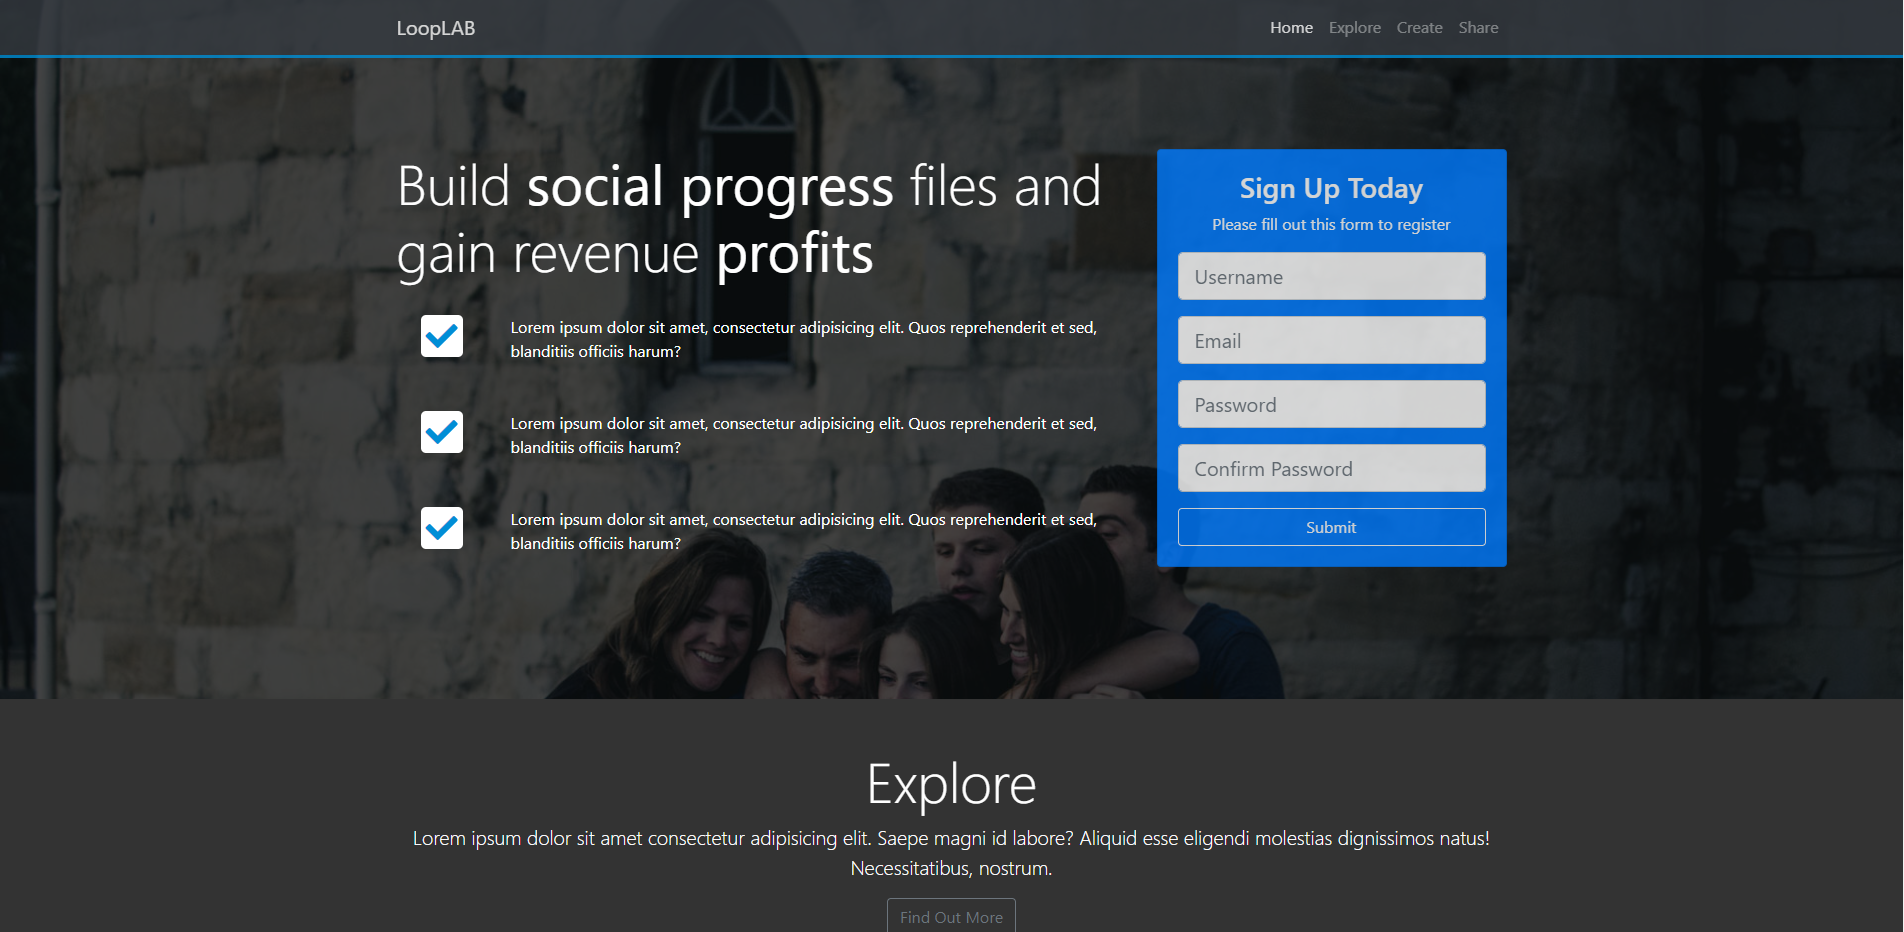 LoopLAB
Home Explore Create Share
Build social progress files and
gain revenue profits
Lorem ipsum dolor sit amet, consectetur adipisicing elit. Quos reprehenderit et sed,
blanditiis officiis harum?
Lorem ipsum dolor sit amet, consectetur adipisicing elit. Quos reprehenderit et sed,
blanditiis officiis harum?
Lorem ipsum dolor sit amet, consectetur adipisicing elit. Quos reprehenderit et sed,
blanditiis officiis harum?
Sign Up Today
Please fill out this form to register
Username
Email
Password
Confirm Password
Submit
Explore
Lorem ipsum dolor sit amet consectetur adipisicing elit. Saepe magni id labore? Aliquid esse eligendi molestias dignissimos natus!
Necessitatibus, nostrum.
Find Out More